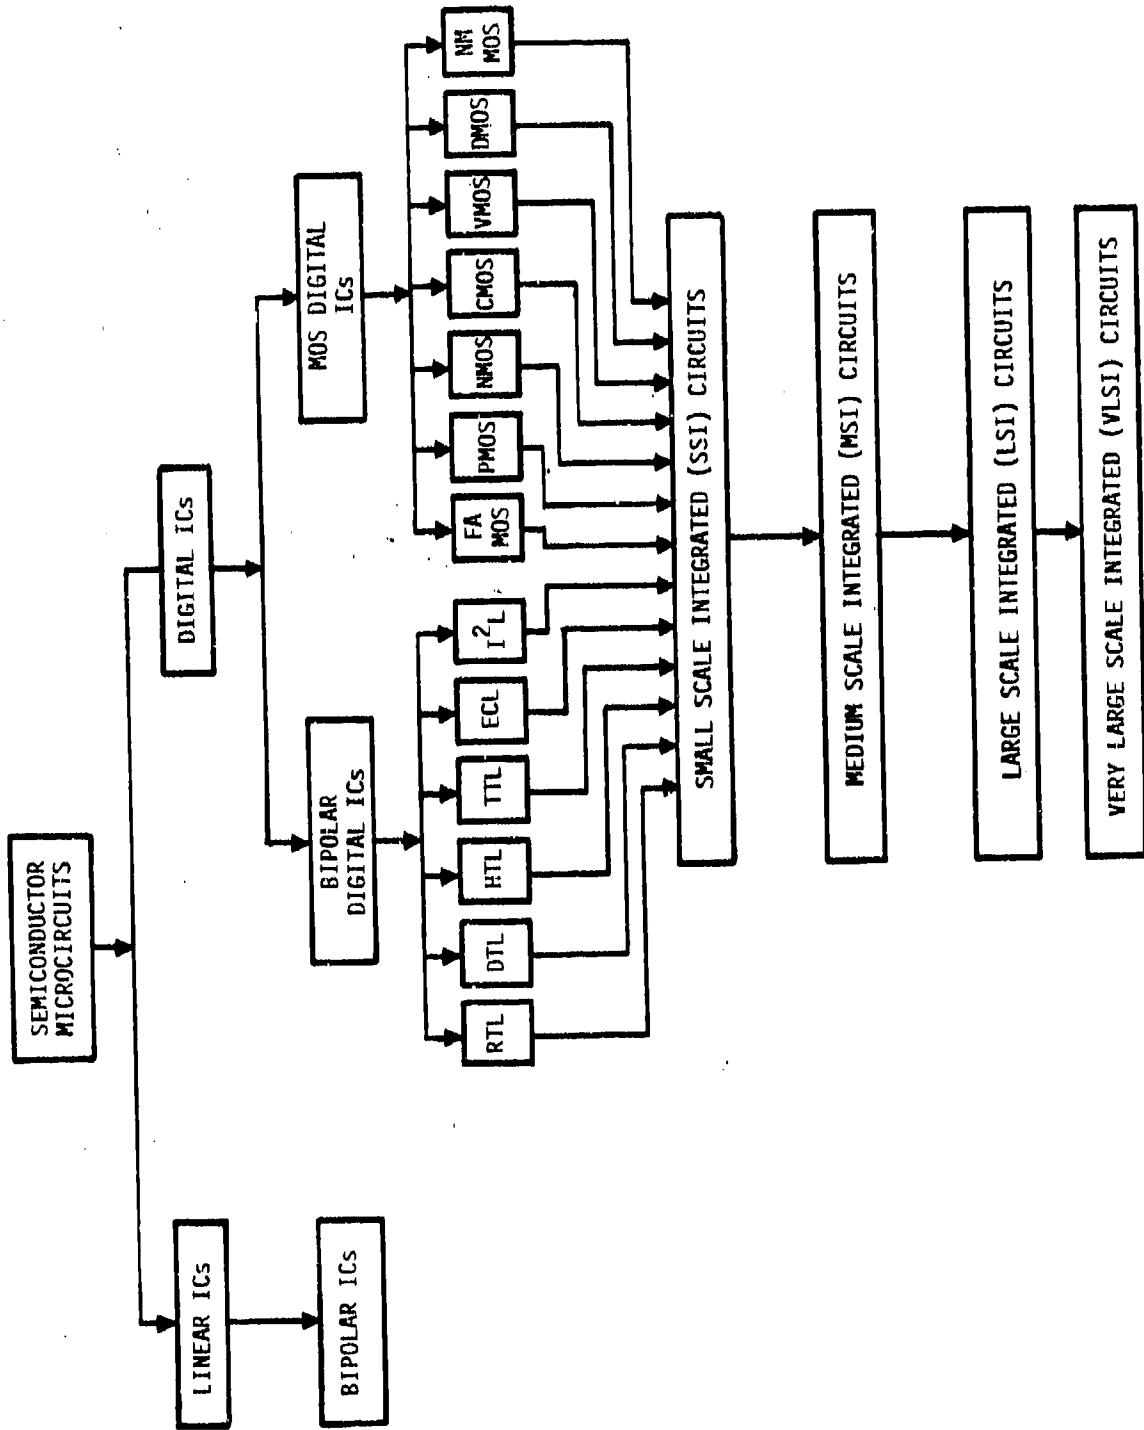 SEMICONDUCTOR
MICROCIRCUITS
LINEAR ICs
DIGITAL ICs
BIPOLAR ICs
BIPOLAR
DIGITAL ICs
MOS DIGITAL
ICs
RTL
DTL
HTL
TTL
ECL
I²L
FA
MOS
PMOS
NMOS
CMOS
VMOS
DMOS
NM
MOS
SMALL SCALE INTEGRATED (SSI) CIRCUITS
MEDIUM SCALE INTEGRATED (MSI) CIRCUITS
LARGE SCALE INTEGRATED (LSI) CIRCUITS
VERY LARGE SCALE INTEGRATED (VLSI) CIRCUITS